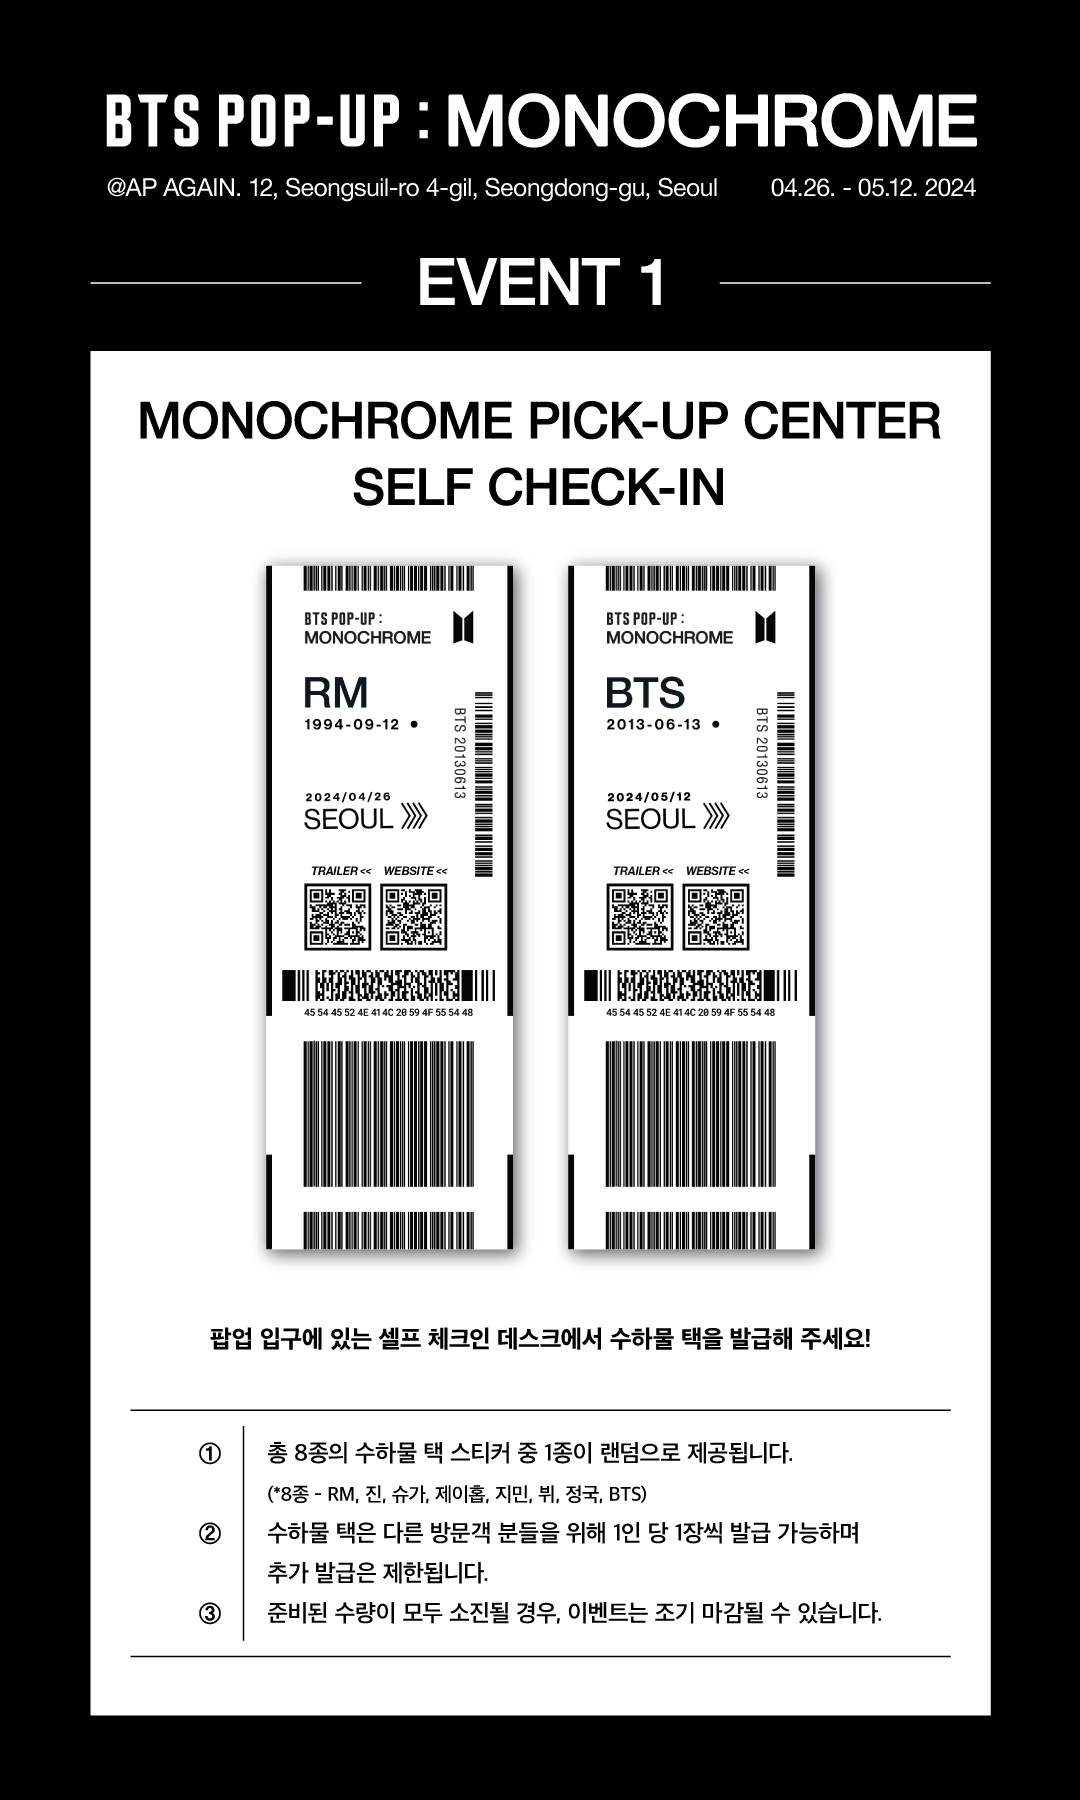 BTS POP-UP : MONOCHROME
@AP AGAIN. 12, Seongsuil-ro 4-gil, Seongdong-gu, Seoul 04.26. - 05.12. 2024
EVENT 1
MONOCHROME PICK-UP CENTER
SELF CHECK-IN
BTS POP-UP :
MONOCHROME
RM
1994-09-12 •
BTS 20130613
2024/04/26
SEOUL
TRAILER << WEBSITE <<
45 54 45 52 4E 41 4C 20 59 4F 55 54 48
BTS POP-UP :
MONOCHROME
BTS
2013-06-13 •
BTS 20130613
2024/05/12
SEOUL
TRAILER << WEBSITE <<
45 54 45 52 4E 41 4C 20 59 4F 55 54 48
팝업 입구에 있는 셀프 체크인 데스크에서 수하물 택을 발급해 주세요!
① 총 8종의 수하물 택 스티커 중 1종이 랜덤으로 제공됩니다.
(*8종 - RM, 진, 슈가, 제이홉, 지민, 뷔, 정국, BTS)
② 수하물 택은 다른 방문객 분들을 위해 1인 당 1장씩 발급 가능하며
추가 발급은 제한됩니다.
③ 준비된 수량이 모두 소진될 경우, 이벤트는 조기 마감될 수 있습니다.